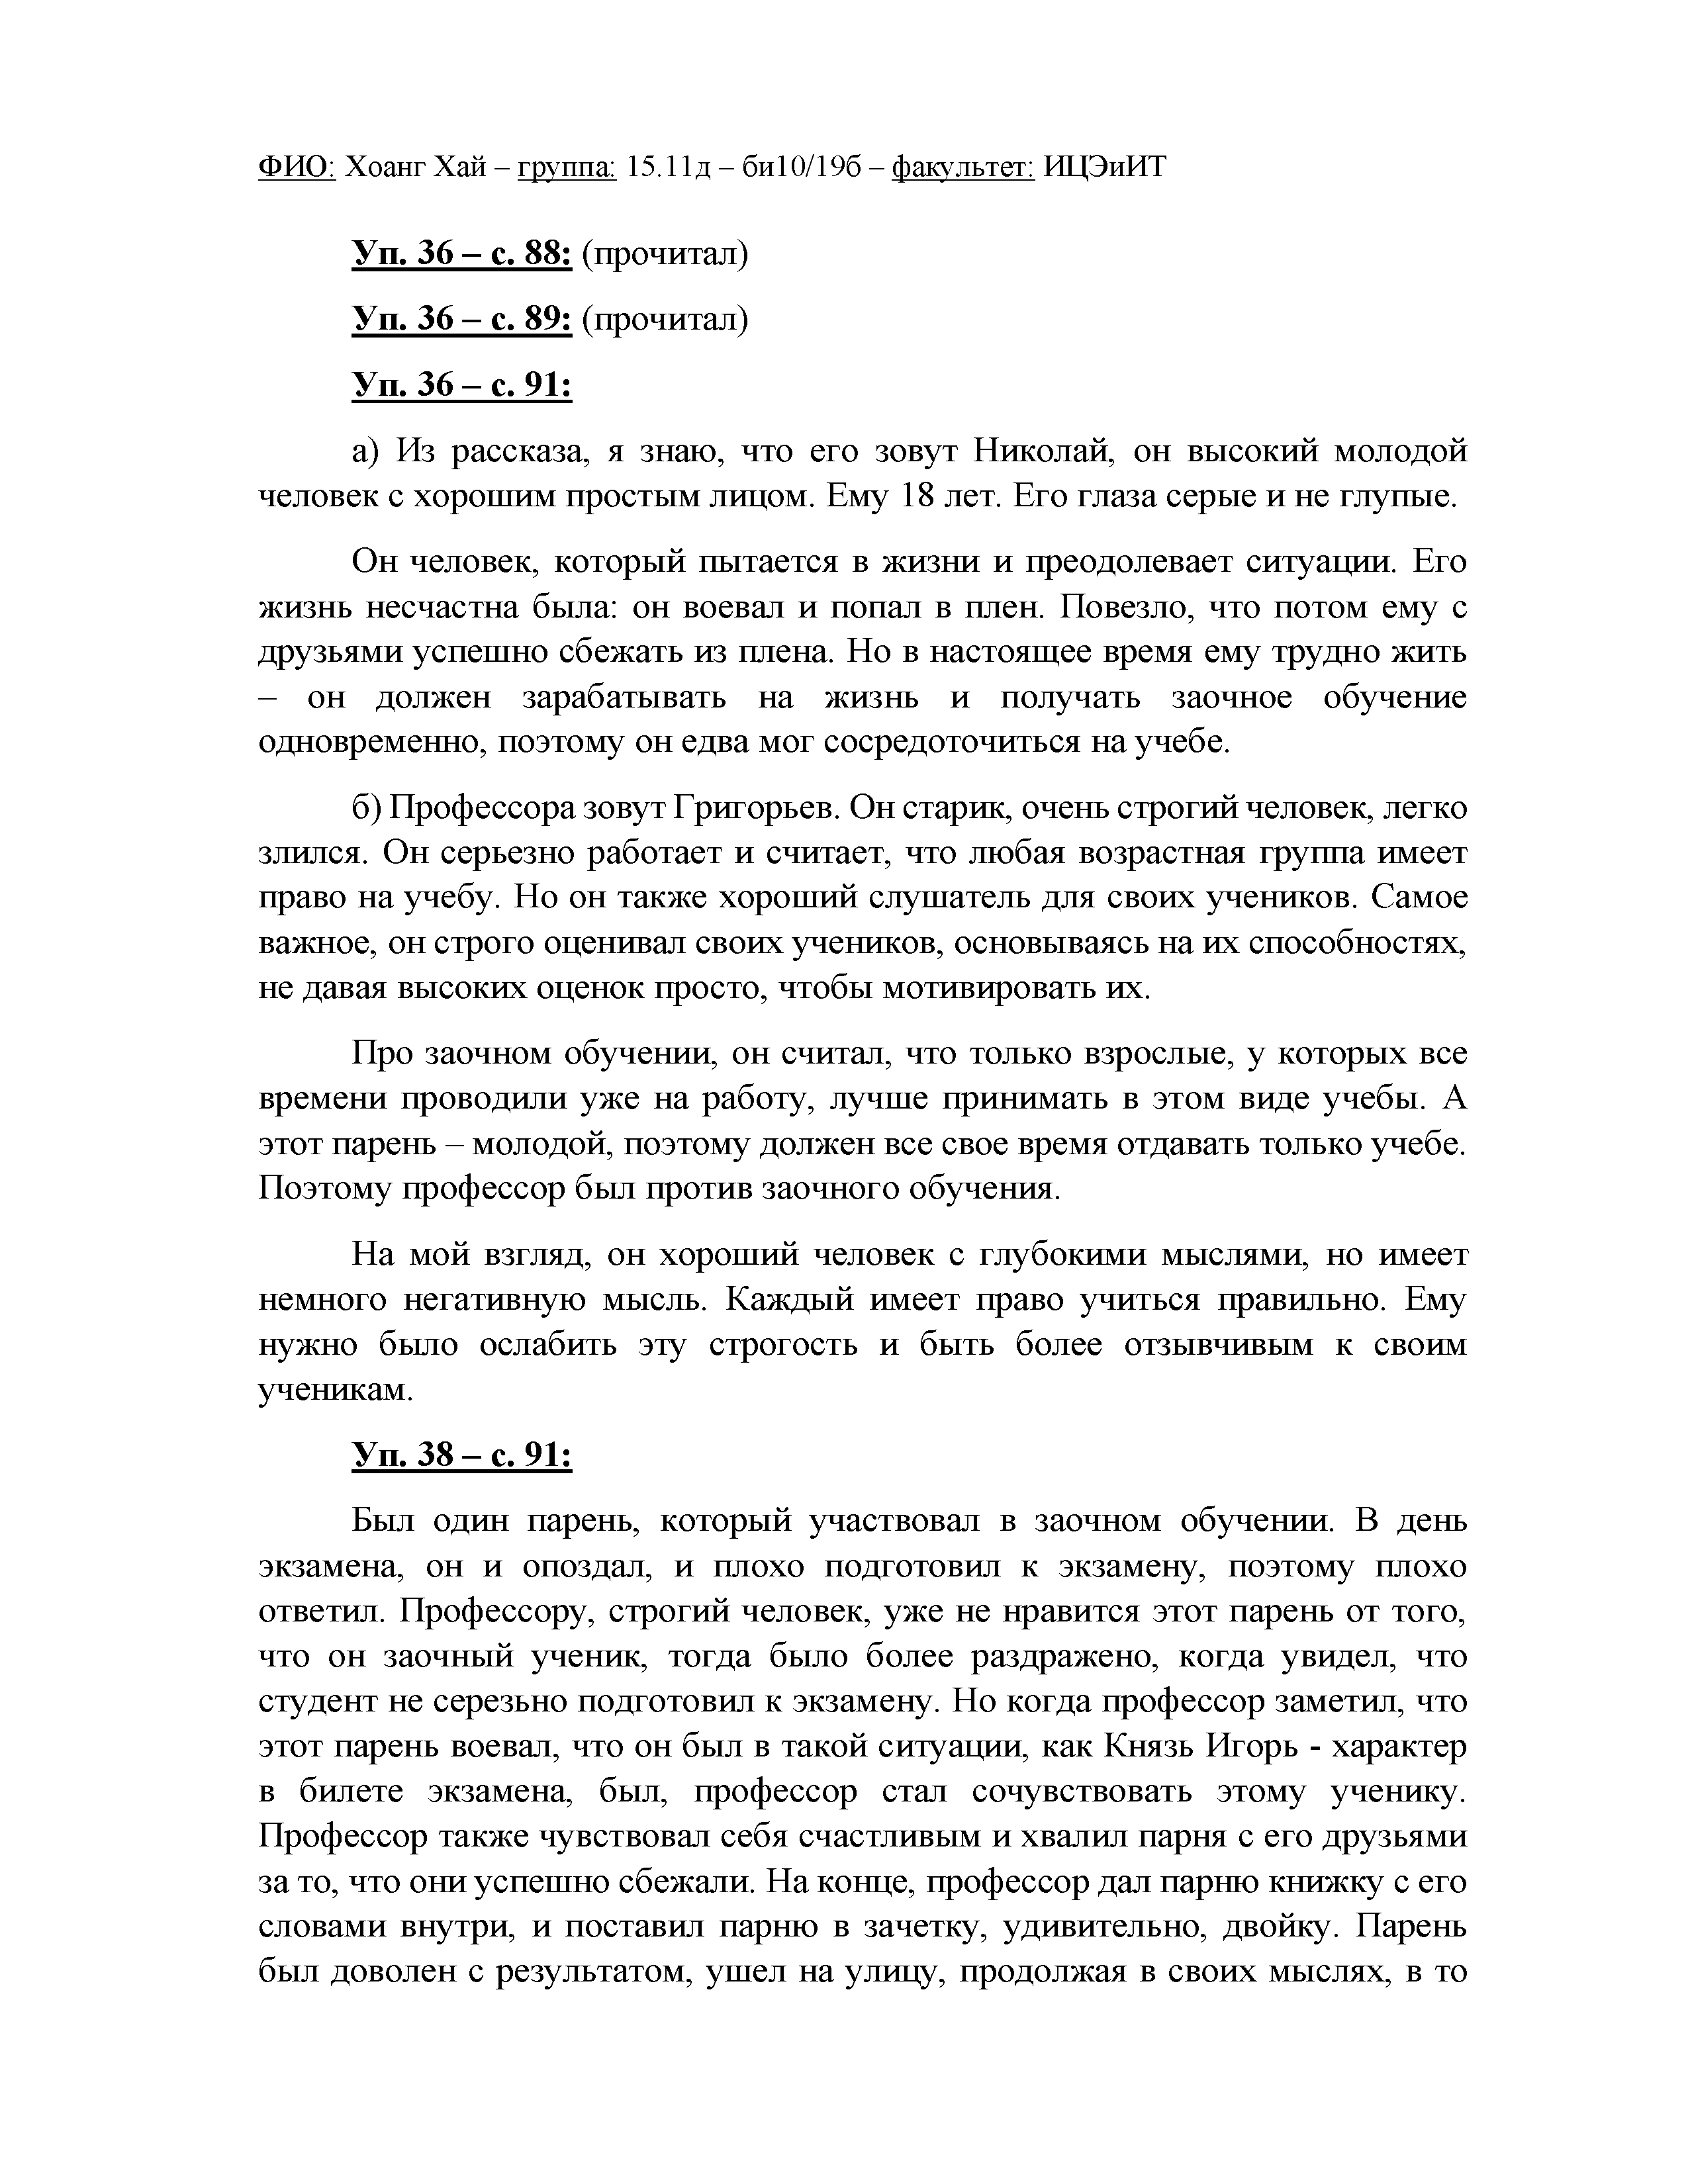 ФИО: Хоанг Хай – группа: 15.11д – би10/19б – факультет: ИЦЭиИТ
Уп. 36 – с. 88: (прочитал)
Уп. 36 – с. 89: (прочитал)
Уп. 36 – с. 91:
а) Из рассказа, я знаю, что его зовут Николай, он высокий молодой
человек с хорошим простым лицом. Ему 18 лет. Его глаза серые и не глупые.
Он человек, который пытается в жизни и преодолевает ситуации. Его
жизнь несчастна была: он воевал и попал в плен. Повезло, что потом ему с
друзьями успешно сбежать из плена. Но в настоящее время ему трудно жить
– он должен зарабатывать на жизнь и получать заочное обучение
одновременно, поэтому он едва мог сосредоточиться на учебе.
б) Профессора зовут Григорьев. Он старик, очень строгий человек, легко
злился. Он серьезно работает и считает, что любая возрастная группа имеет
право на учебу. Но он также хороший слушатель для своих учеников. Самое
важное, он строго оценивал своих учеников, основываясь на их способностях,
не давая высоких оценок просто, чтобы мотивировать их.
Про заочном обучении, он считал, что только взрослые, у которых все
времени проводили уже на работу, лучше принимать в этом виде учебы. А
этот парень – молодой, поэтому должен все свое время отдавать только учебе.
Поэтому профессор был против заочного обучения.
На мой взгляд, он хороший человек с глубокими мыслями, но имеет
немного негативную мысль. Каждый имеет право учиться правильно. Ему
нужно было ослабить эту строгость и быть более отзывчивым к своим
ученикам.
Уп. 38 – с. 91:
Был один парень, который участвовал в заочном обучении. В день
экзамена, он и опоздал, и плохо подготовил к экзамену, поэтому плохо
ответил. Профессору, строгий человек, уже не нравится этот парень от того,
что он заочный ученик, тогда было более раздражено, когда увидел, что
студент не серезьно подготовил к экзамену. Но когда профессор заметил, что
этот парень воевал, что он был в такой ситуации, как Князь Игорь - характер
в билете экзамена, был, профессор стал сочувствовать этому ученику.
Профессор также чувствовал себя счастливым и хвалил парня с его друзьями
за то, что они успешно сбежали. На конце, профессор дал парню книжку с его
словами внутри, и поставил парню в зачетку, удивительно, двойку. Парень
был доволен с результатом, ушел на улицу, продолжая в своих мыслях, в то